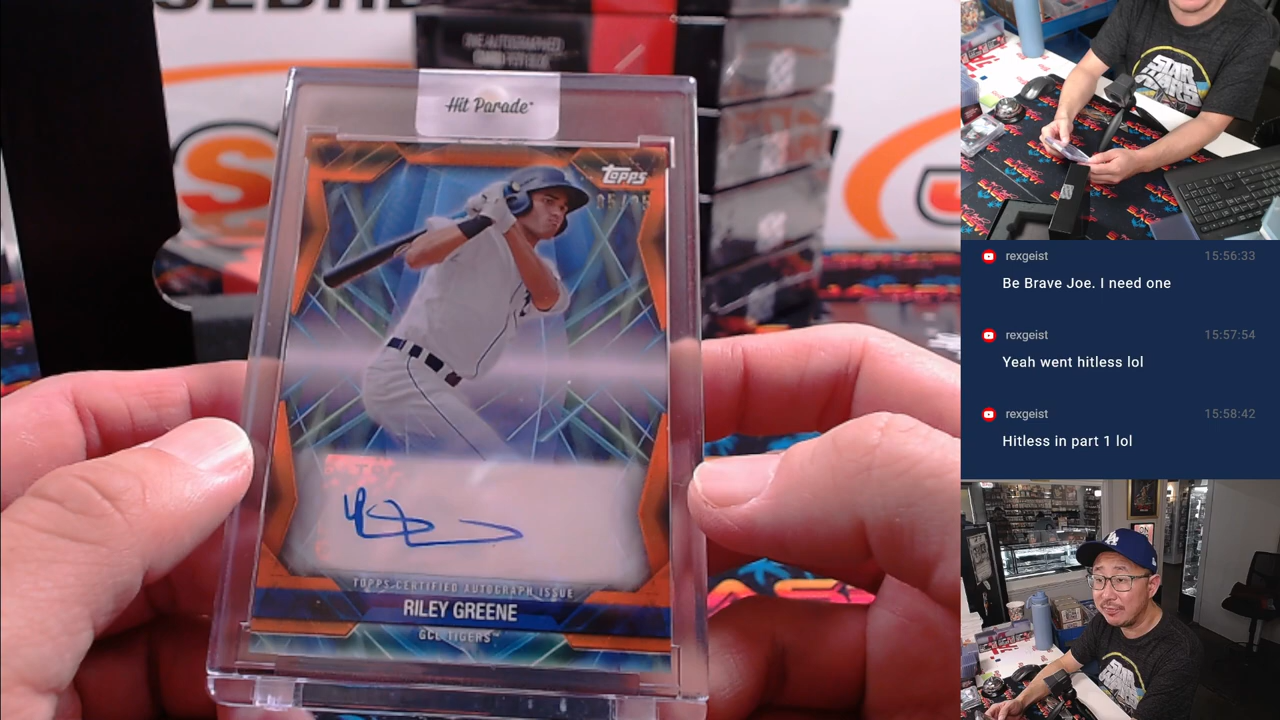 Hit Parade
Topps
TOPPS CERTIFIED AUTOGRAPH ISSUE
RILEY GREENE
GCL TIGERS™
STAR WARS
rexgeist 15:56:33
Be Brave Joe. I need one
rexgeist 15:57:54
Yeah went hitless lol
rexgeist 15:58:42
Hitless in part 1 lol
LA